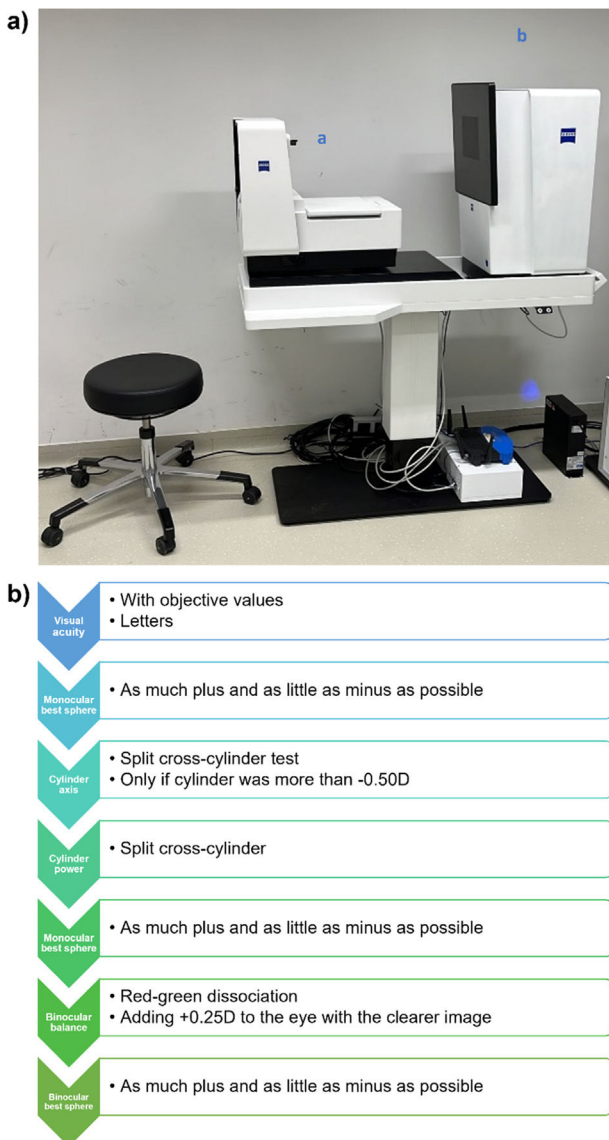 a)
b
a
b)
Visual
acuity
• With objective values
• Letters
Monocular
best sphere
• As much plus and as little as minus as possible
Cylinder
axis
• Split cross-cylinder test
• Only if cylinder was more than -0.50D
Cylinder
power
• Split cross-cylinder
Monocular
best sphere
• As much plus and as little as minus as possible
Binocular
balance
• Red-green dissociation
• Adding +0.25D to the eye with the clearer image
Binocular
best sphere
• As much plus and as little as minus as possible